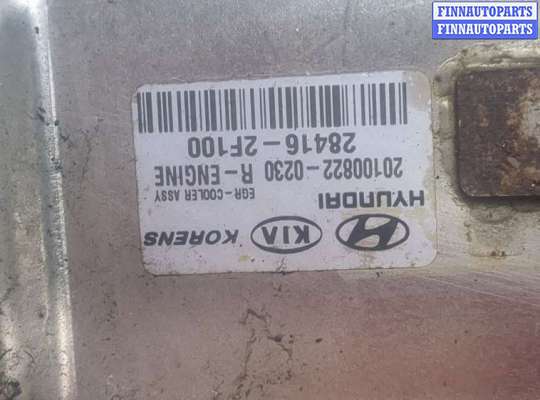 FINNAUTOPARTS
FINNAUTOPARTS
HYUNDAI KIA KORENS
EGR-COOLER ASSY
20100822-0230 R-ENGINE
28416-2F100